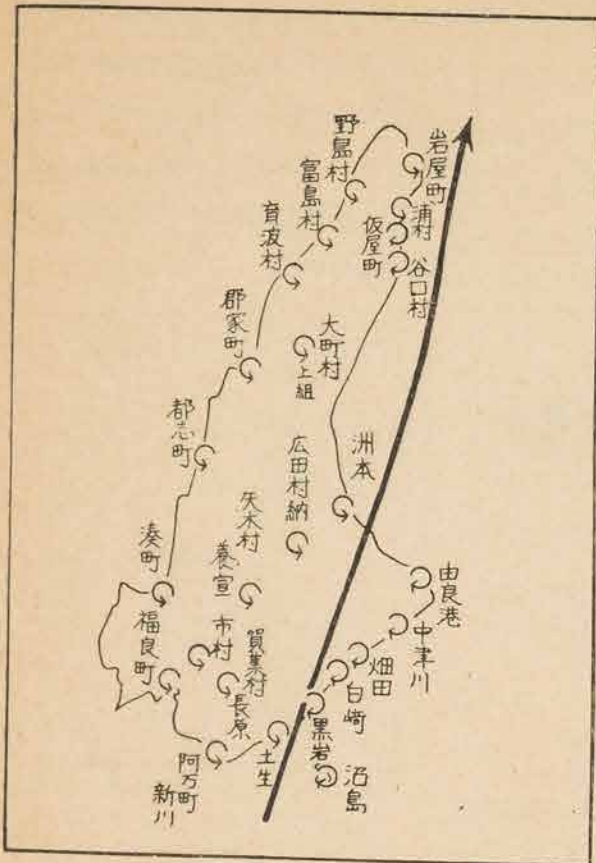 岩屋町
浦村
仮屋町
谷口村
野島村
富島村
育波村
郡家町
都志町
湊町
福良町
大町村
上組
洲本
広田村納
矢木村
養宜
市村
賀集村
長原
由良港
中津川
畑田
白崎
黒岩
沼島
土生
阿万町
新川